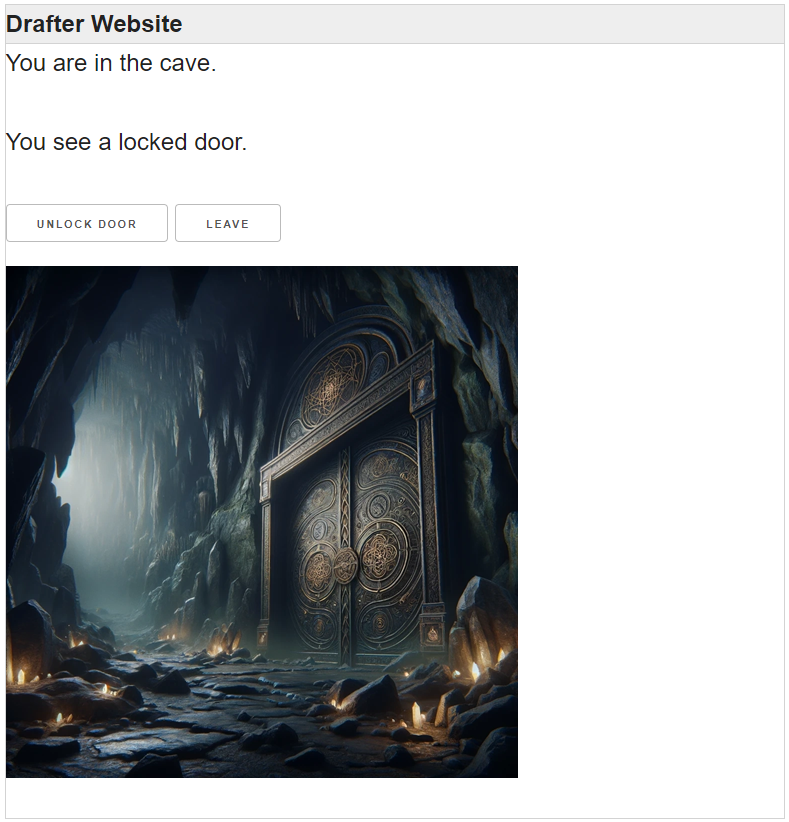 Drafter Website
You are in the cave.
You see a locked door.
UNLOCK DOOR LEAVE